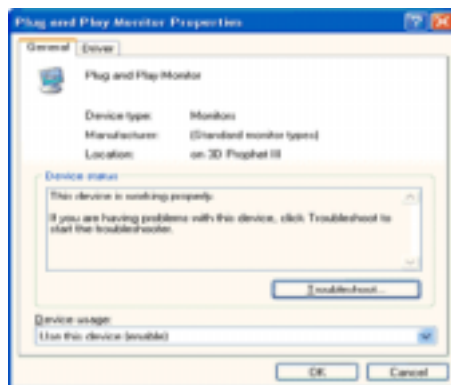 Plug and Play Monitor Properties
General Driver
Plug and Play Monitor
Device type: Monitors
Manufacturer: (Standard monitor types)
Location: on 3D Prophet III
Device status
This device is working properly.
If you are having problems with this device, click Troubleshoot to
start the troubleshooter.
Troubleshoot...
Device usage:
Use this device (enable)
OK Cancel